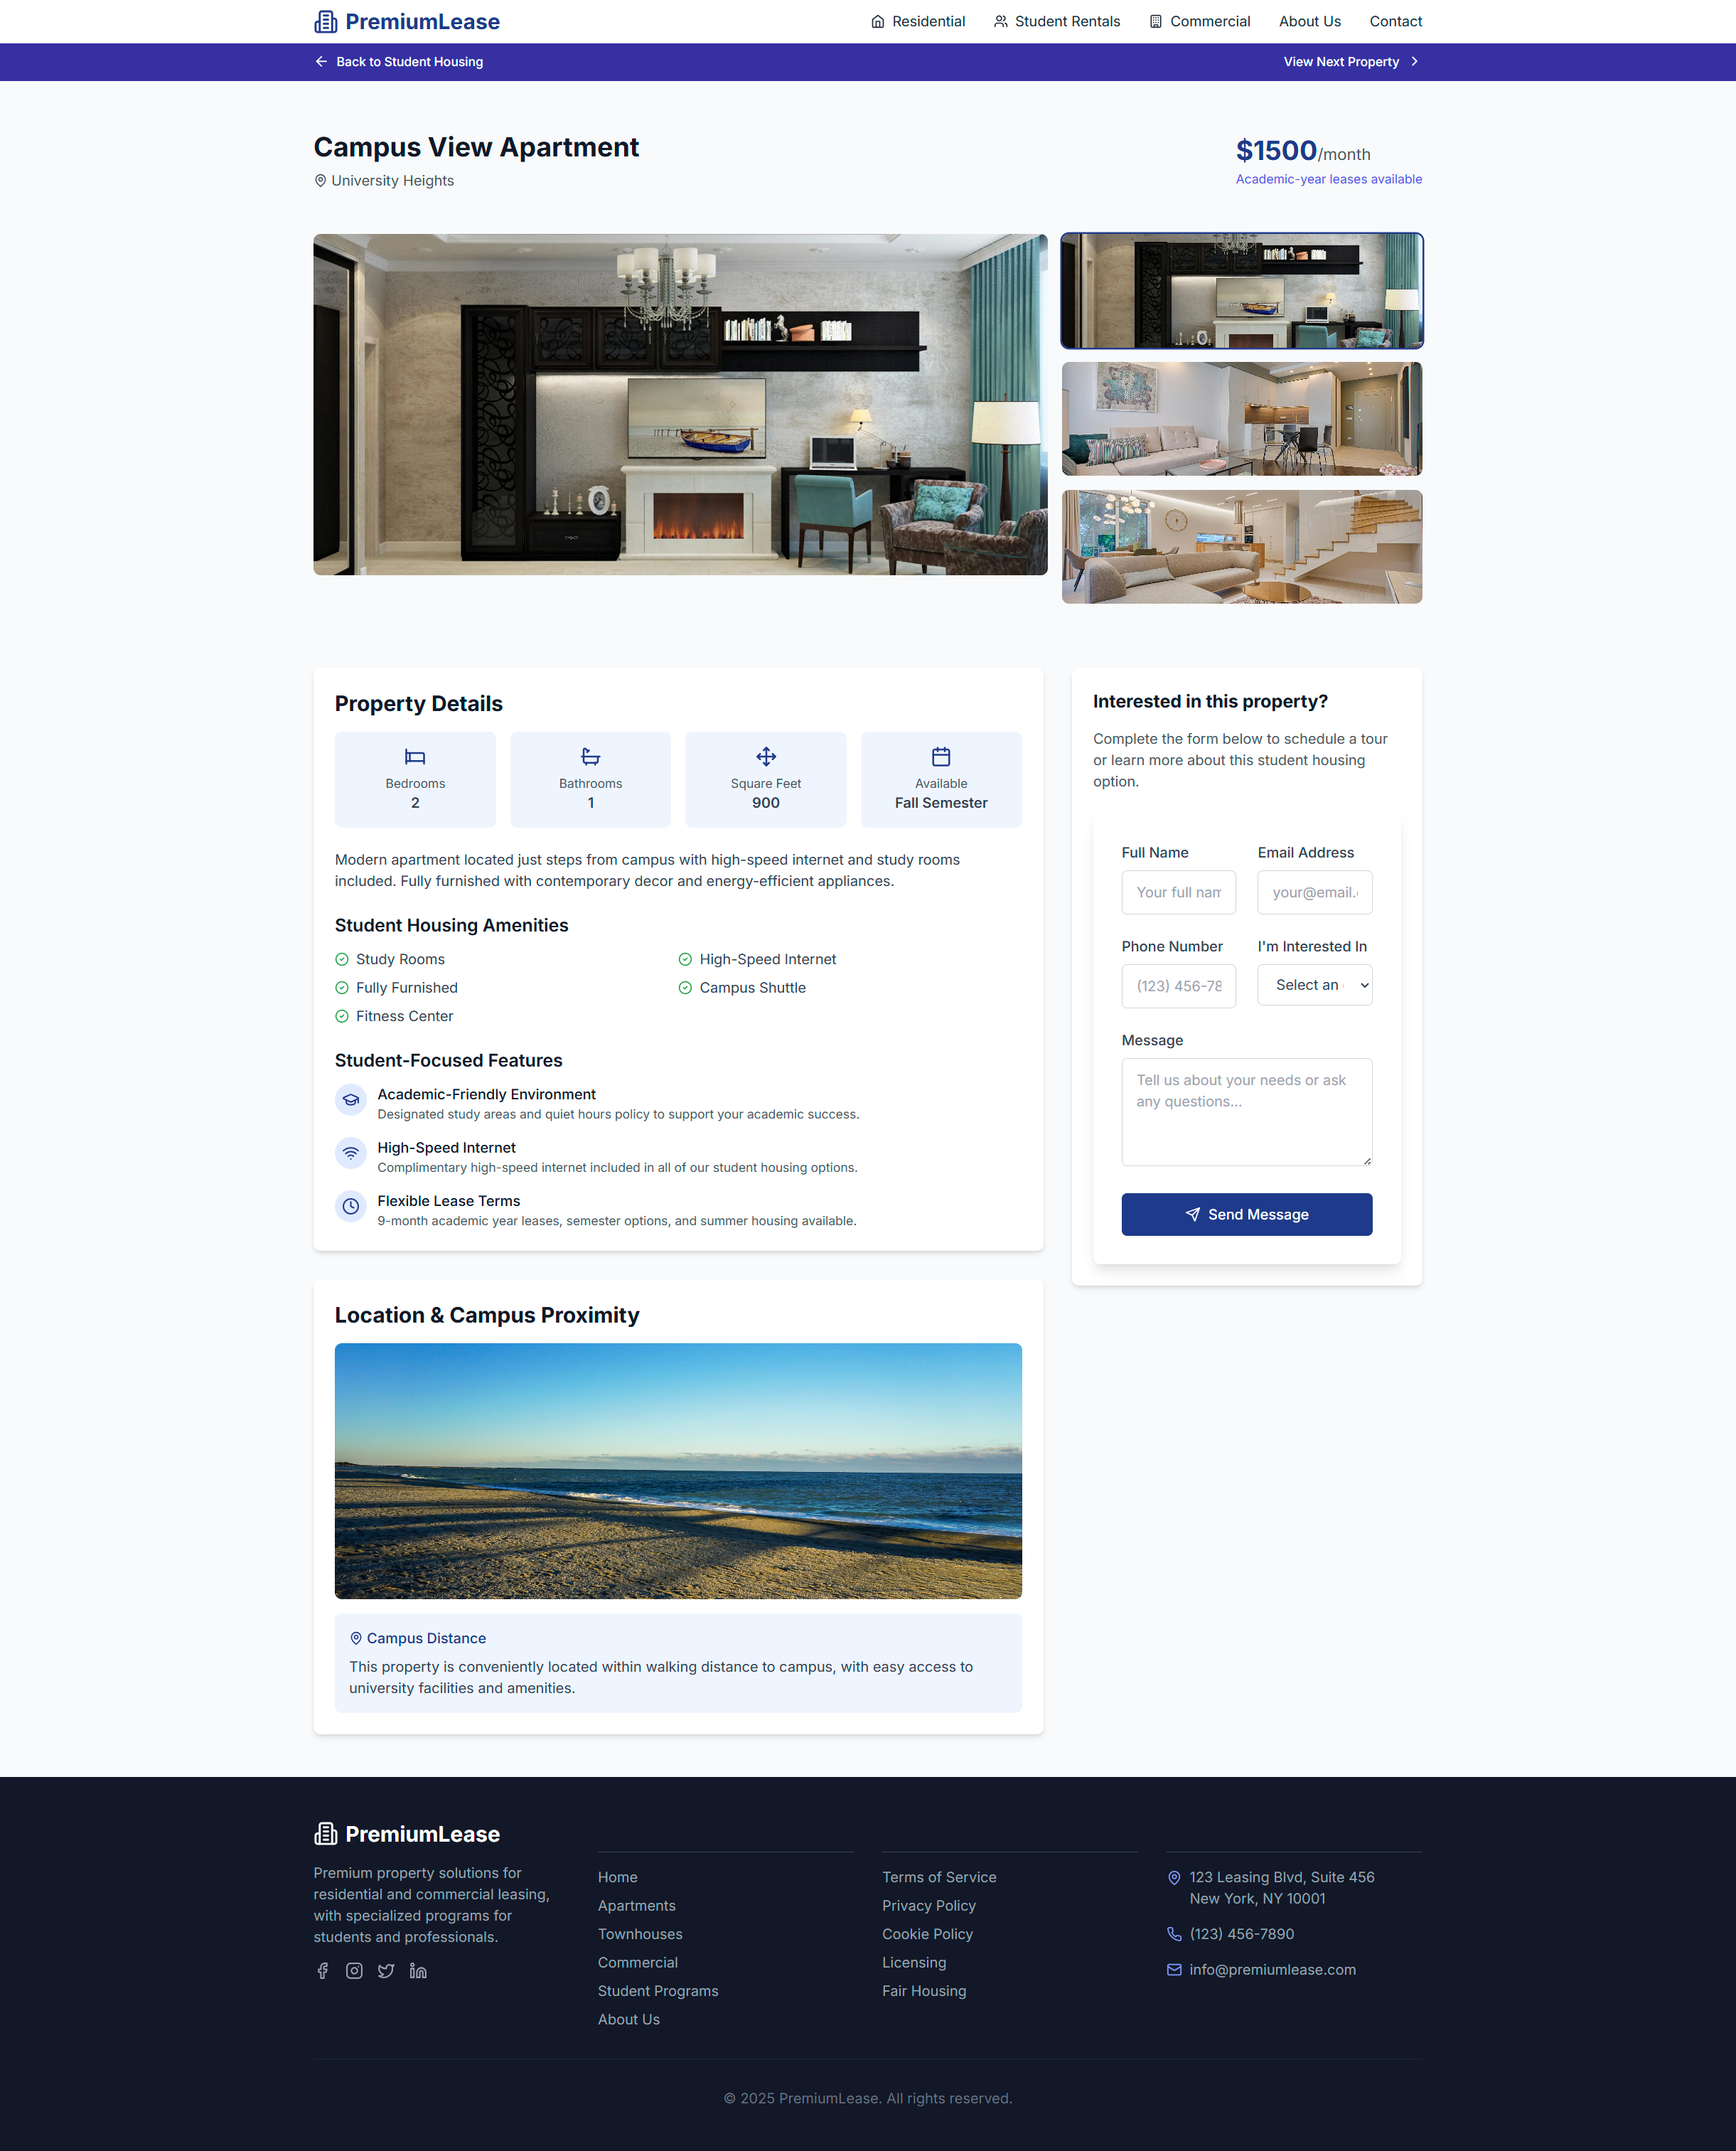 PremiumLease
Residential
Student Rentals
Commercial
About Us
Contact
Back to Student Housing
View Next Property
Campus View Apartment
University Heights
$1500/month
Academic-year leases available
Property Details
Bedrooms
2
Bathrooms
1
Square Feet
900
Available
Fall Semester
Modern apartment located just steps from campus with high-speed internet and study rooms
included. Fully furnished with contemporary decor and energy-efficient appliances.
Student Housing Amenities
Study Rooms
High-Speed Internet
Fully Furnished
Campus Shuttle
Fitness Center
Student-Focused Features
Academic-Friendly Environment
Designated study areas and quiet hours policy to support your academic success.
High-Speed Internet
Complimentary high-speed internet included in all of our student housing options.
Flexible Lease Terms
9-month academic year leases, semester options, and summer housing available.
Interested in this property?
Complete the form below to schedule a tour
or learn more about this student housing
option.
Full Name
Email Address
Your full nam
your@email.
Phone Number
I'm Interested In
(123) 456-78
Select an
Message
Tell us about your needs or ask
any questions...
Send Message
Location & Campus Proximity
Campus Distance
This property is conveniently located within walking distance to campus, with easy access to
university facilities and amenities.
PremiumLease
Premium property solutions for
residential and commercial leasing,
with specialized programs for
students and professionals.
Home
Apartments
Townhouses
Commercial
Student Programs
About Us
Terms of Service
Privacy Policy
Cookie Policy
Licensing
Fair Housing
123 Leasing Blvd, Suite 456
New York, NY 10001
(123) 456-7890
info@premiumlease.com
© 2025 PremiumLease. All rights reserved.